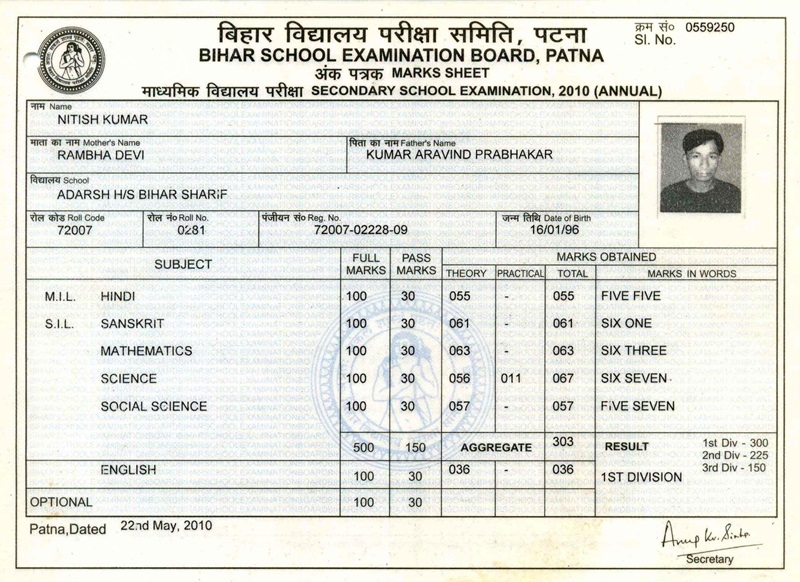 बिहार विद्यालय परीक्षा समिति, पटना
क्रम सं० 0559250
Sl. No.
BIHAR SCHOOL EXAMINATION BOARD, PATNA
अंक पत्रक MARKS SHEET
माध्यमिक विद्यालय परीक्षा SECONDARY SCHOOL EXAMINATION, 2010 (ANNUAL)
नाम Name
NITISH KUMAR
माता का नाम Mother's Name पिता का नाम Father's Name
RAMBHA DEVI KUMAR ARAVIND PRABHAKAR
विद्यालय School
ADARSH H/S BIHAR SHARIF
रोल कोड Roll Code रोल नं० Roll No. पंजीयन सं० Reg. No. जन्म तिथि Date of Birth
72007 0281 72007-02228-09 16/01/96
SUBJECT FULL MARKS PASS MARKS MARKS OBTAINED
THEORY PRACTICAL TOTAL MARKS IN WORDS
M.I.L. HINDI 100 30 055 - 055 FIVE FIVE
S.I.L. SANSKRIT 100 30 061 - 061 SIX ONE
MATHEMATICS 100 30 063 - 063 SIX THREE
SCIENCE 100 30 056 011 067 SIX SEVEN
SOCIAL SCIENCE 100 30 057 - 057 FIVE SEVEN
500 150 AGGREGATE 303 RESULT 1st Div - 300
2nd Div - 225
3rd Div - 150
ENGLISH 100 30 036 - 036 1ST DIVISION
OPTIONAL 100 30
Patna,Dated 22nd May, 2010
Secretary